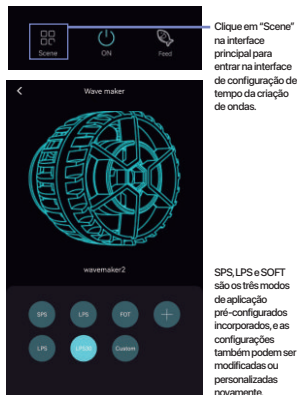 Scene
ON
Feed
Clique em “Scene”
na interface
principal para
entrar na interface
de configuração de
tempo da criação
de ondas.
Wave maker
wavemaker2
SPS
LPS
FOT
LPS
LPS(B)
Custom
SPS, LPS e SOFT
são os três modos
de aplicação
pré-configurados
incorporados, e as
configurações
também podem ser
modificadas ou
personalizadas
novamente.